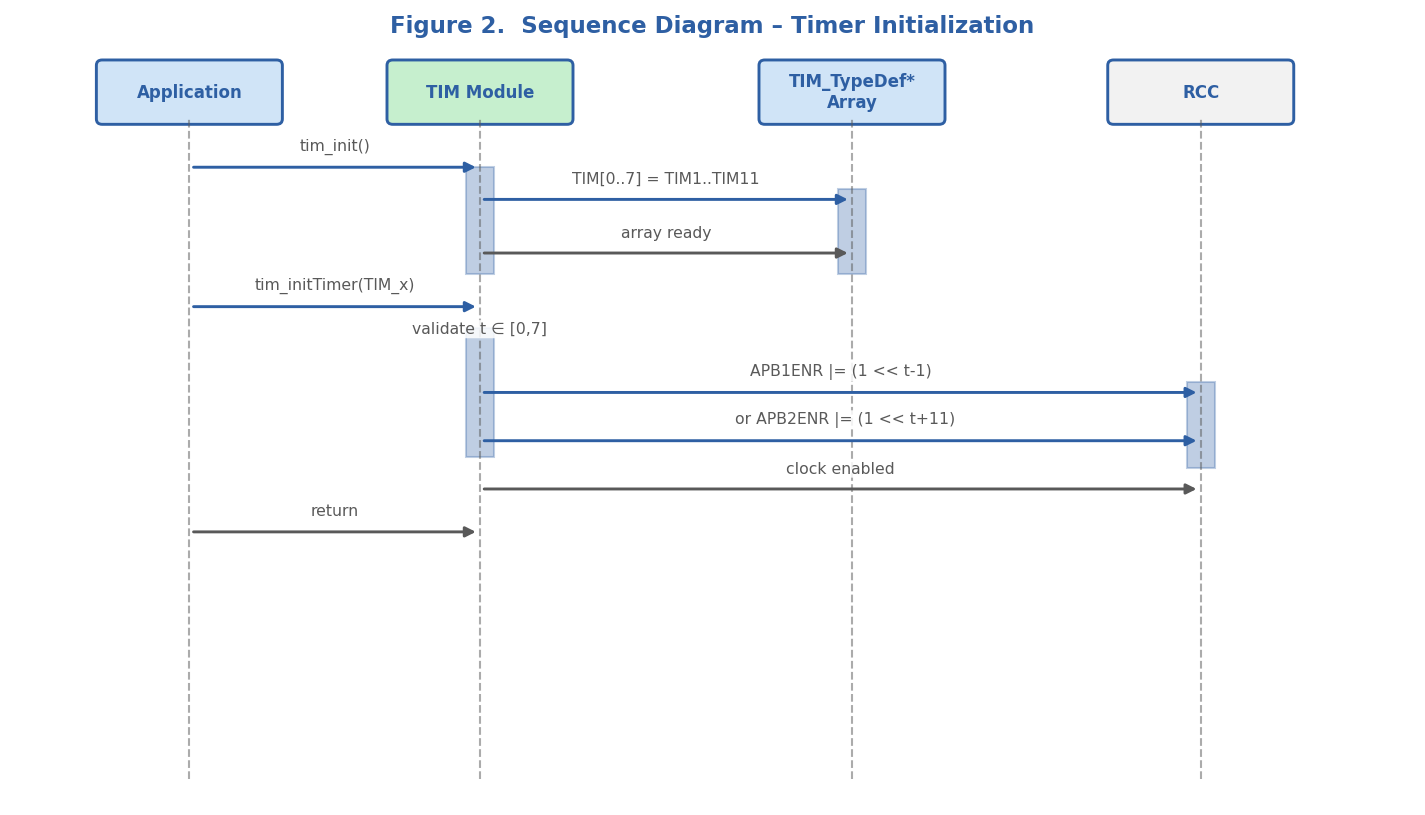 Figure 2.  Sequence Diagram – Timer Initialization
Application
TIM Module
TIM_TypeDef*
Array
RCC
tim_init()
TIM[0..7] = TIM1..TIM11
array ready
tim_initTimer(TIM_x)
validate t ∈ [0,7]
APB1ENR |= (1 << t-1)
or APB2ENR |= (1 << t+11)
clock enabled
return